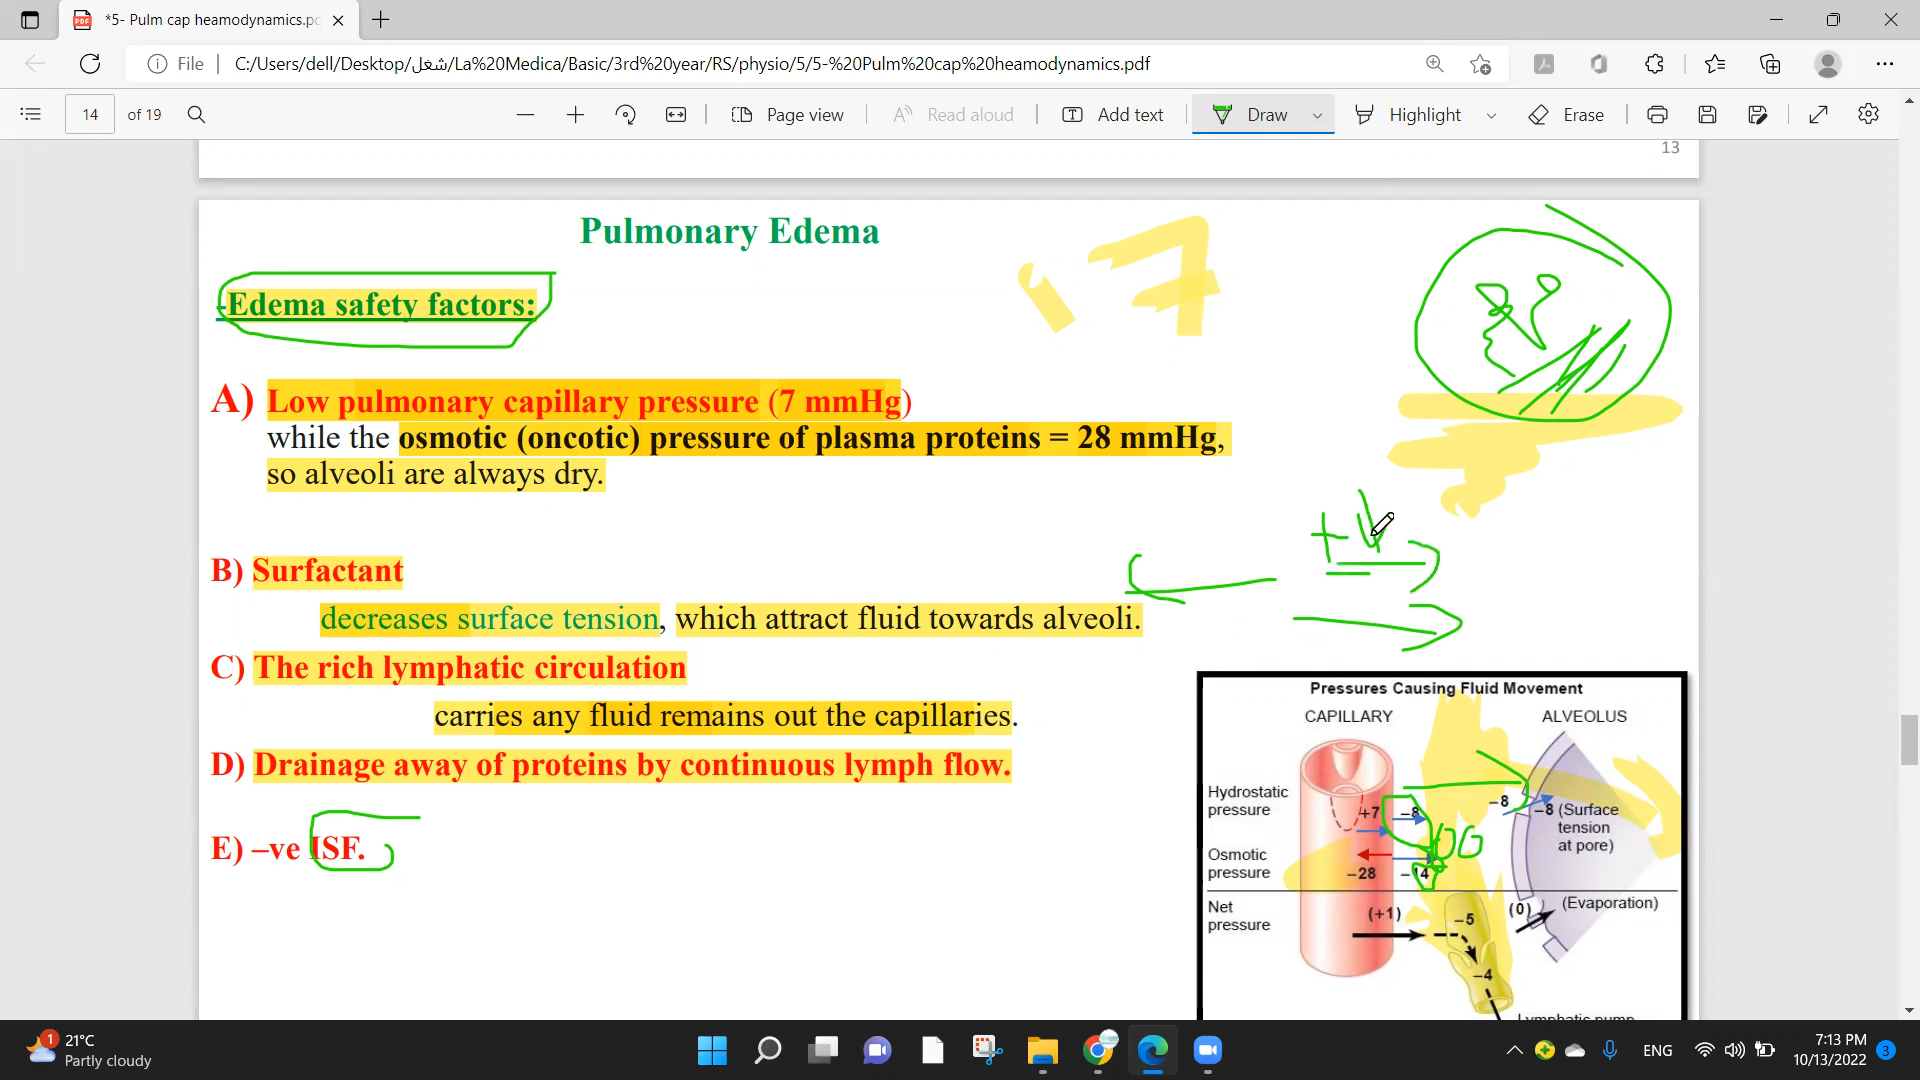 *5- Pulm cap heamodynamics.pd
File
C:/Users/dell/Desktop/شغل/La%20Medica/Basic/3rd%20year/RS/physio/5/5-%20Pulm%20cap%20heamodynamics.pdf
14 of 19
Page view
Read aloud
Add text
Draw
Highlight
Erase
13
Pulmonary Edema
17
-Edema safety factors:
A) Low pulmonary capillary pressure (7 mmHg)
while the osmotic (oncotic) pressure of plasma proteins = 28 mmHg,
so alveoli are always dry.
B) Surfactant
decreases surface tension, which attract fluid towards alveoli.
C) The rich lymphatic circulation
carries any fluid remains out the capillaries.
D) Drainage away of proteins by continuous lymph flow.
E) –ve ISF.
Pressures Causing Fluid Movement
CAPILLARY ALVEOLUS
Hydrostatic
pressure
+7 –8 –8 –8 (Surface
tension
at pore)
Osmotic
pressure
–28 –14
Net
pressure
(+1) –5 (0) (Evaporation)
–4
Lymphatic pump
1
21°C
Partly cloudy
ENG
7:13 PM
10/13/2022
3